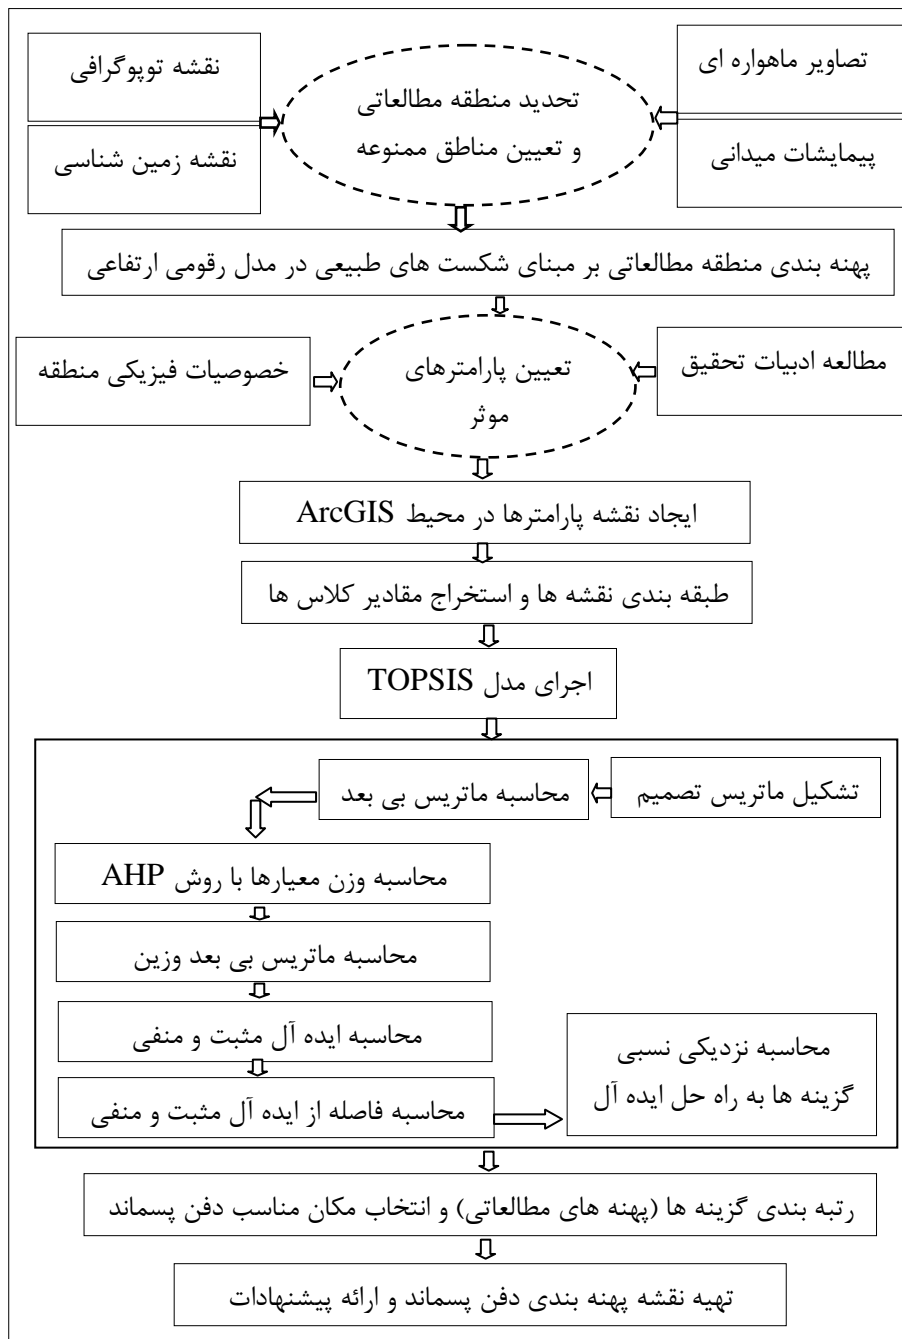 تصاویر ماهواره ای
نقشه توپوگرافی
تحدید منطقه مطالعاتی
و تعیین مناطق ممنوعه
پیمایشات میدانی
نقشه زمین شناسی
پهنه بندی منطقه مطالعاتی بر مبنای شکست های طبیعی در مدل رقومی ارتفاعی
مطالعه ادبیات تحقیق
تعیین پارامترهای
موثر
خصوصیات فیزیکی منطقه
ایجاد نقشه پارامترها در محیط ArcGIS
طبقه بندی نقشه ها و استخراج مقادیر کلاس ها
اجرای مدل TOPSIS
تشکیل ماتریس تصمیم
محاسبه ماتریس بی بعد
محاسبه وزن معیارها با روش AHP
محاسبه ماتریس بی بعد وزین
محاسبه ایده آل مثبت و منفی
محاسبه فاصله از ایده آل مثبت و منفی
محاسبه نزدیکی نسبی
گزینه ها به راه حل ایده آل
رتبه بندی گزینه ها (پهنه های مطالعاتی) و انتخاب مکان مناسب دفن پسماند
تهیه نقشه پهنه بندی دفن پسماند و ارائه پیشنهادات